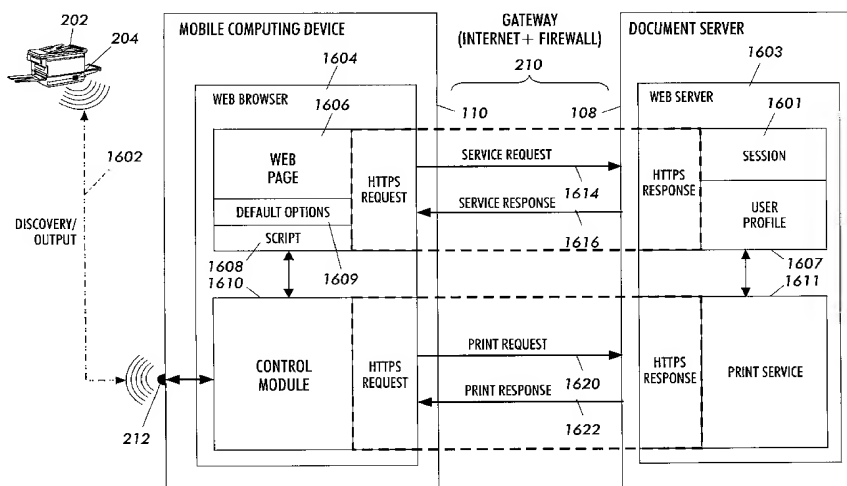 202
204
MOBILE COMPUTING DEVICE
GATEWAY
(INTERNET + FIREWALL)
DOCUMENT SERVER
1604
210
1603
WEB BROWSER
1606
110
108
WEB SERVER
1601
1602
WEB
PAGE
HTTPS
REQUEST
SERVICE REQUEST
1614
HTTPS
RESPONSE
SESSION
DEFAULT OPTIONS
SERVICE RESPONSE
1616
USER
PROFILE
DISCOVERY/
OUTPUT
SCRIPT
1608
1609
1607
1610
1611
CONTROL
MODULE
HTTPS
REQUEST
PRINT REQUEST
1620
HTTPS
RESPONSE
PRINT SERVICE
PRINT RESPONSE
1622
212